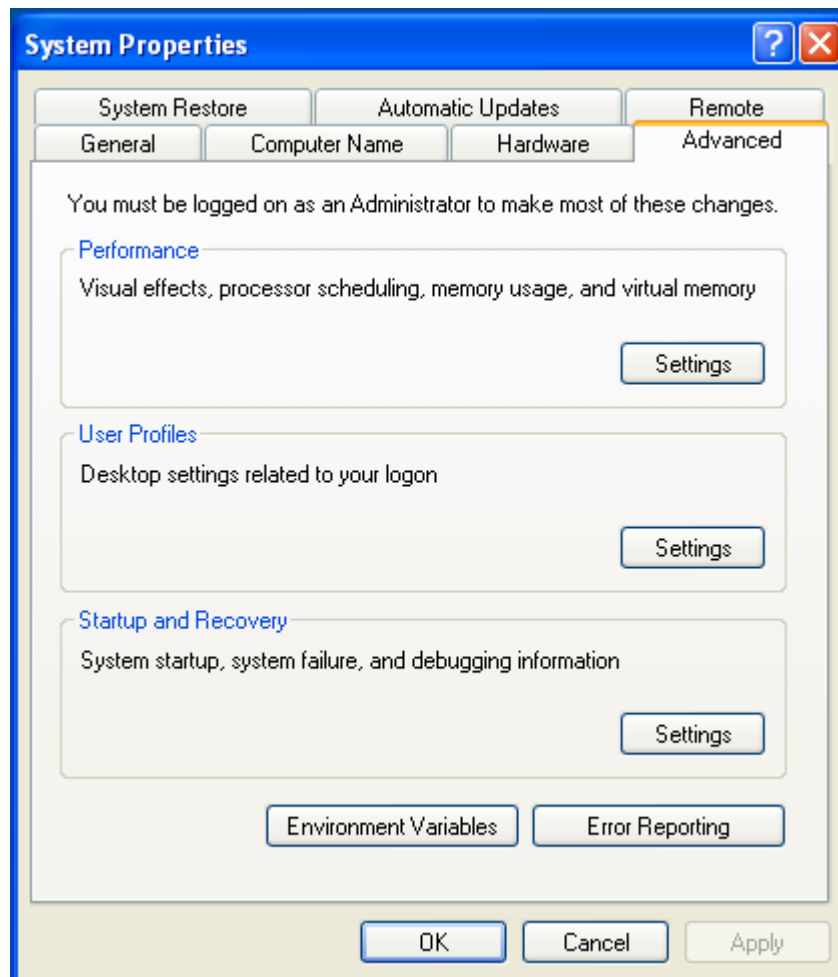 System Properties
System Restore Automatic Updates Remote
General Computer Name Hardware Advanced
You must be logged on as an Administrator to make most of these changes.
Performance
Visual effects, processor scheduling, memory usage, and virtual memory
Settings
User Profiles
Desktop settings related to your logon
Settings
Startup and Recovery
System startup, system failure, and debugging information
Settings
Environment Variables Error Reporting
OK Cancel Apply